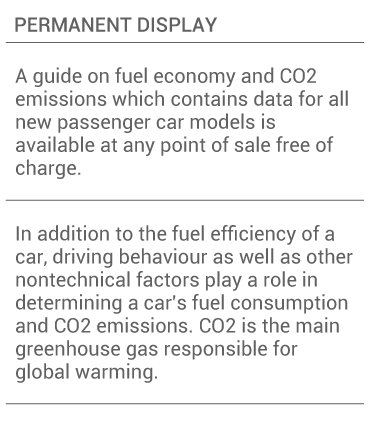 PERMANENT DISPLAY
A guide on fuel economy and CO2
emissions which contains data for all
new passenger car models is
available at any point of sale free of
charge.
In addition to the fuel efficiency of a
car, driving behaviour as well as other
nontechnical factors play a role in
determining a car's fuel consumption
and CO2 emissions. CO2 is the main
greenhouse gas responsible for
global warming.